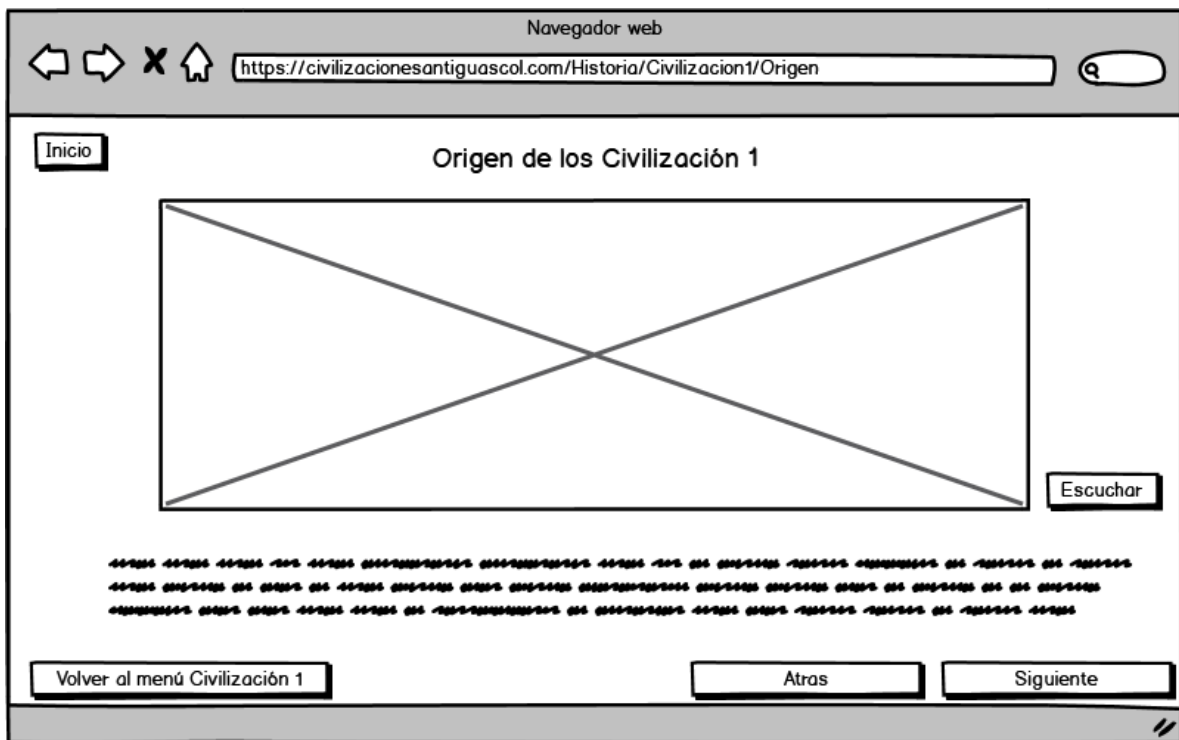 Navegador web
https://civilizacionesantiguascol.com/Historia/Civilizacion1/Origen
Inicio
Origen de los Civilización 1
Escuchar
Volver al menú Civilización 1
Atras
Siguiente